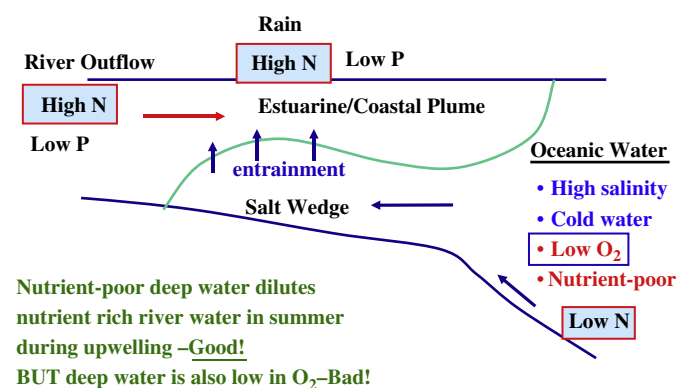 Rain
High N
Low P
River Outflow
High N
Low P
Estuarine/Coastal Plume
entrainment
Salt Wedge
Oceanic Water
• High salinity
• Cold water
• Low O₂
• Nutrient-poor
Low N
Nutrient-poor deep water dilutes
nutrient rich river water in summer
during upwelling –Good!
BUT deep water is also low in O₂–Bad!